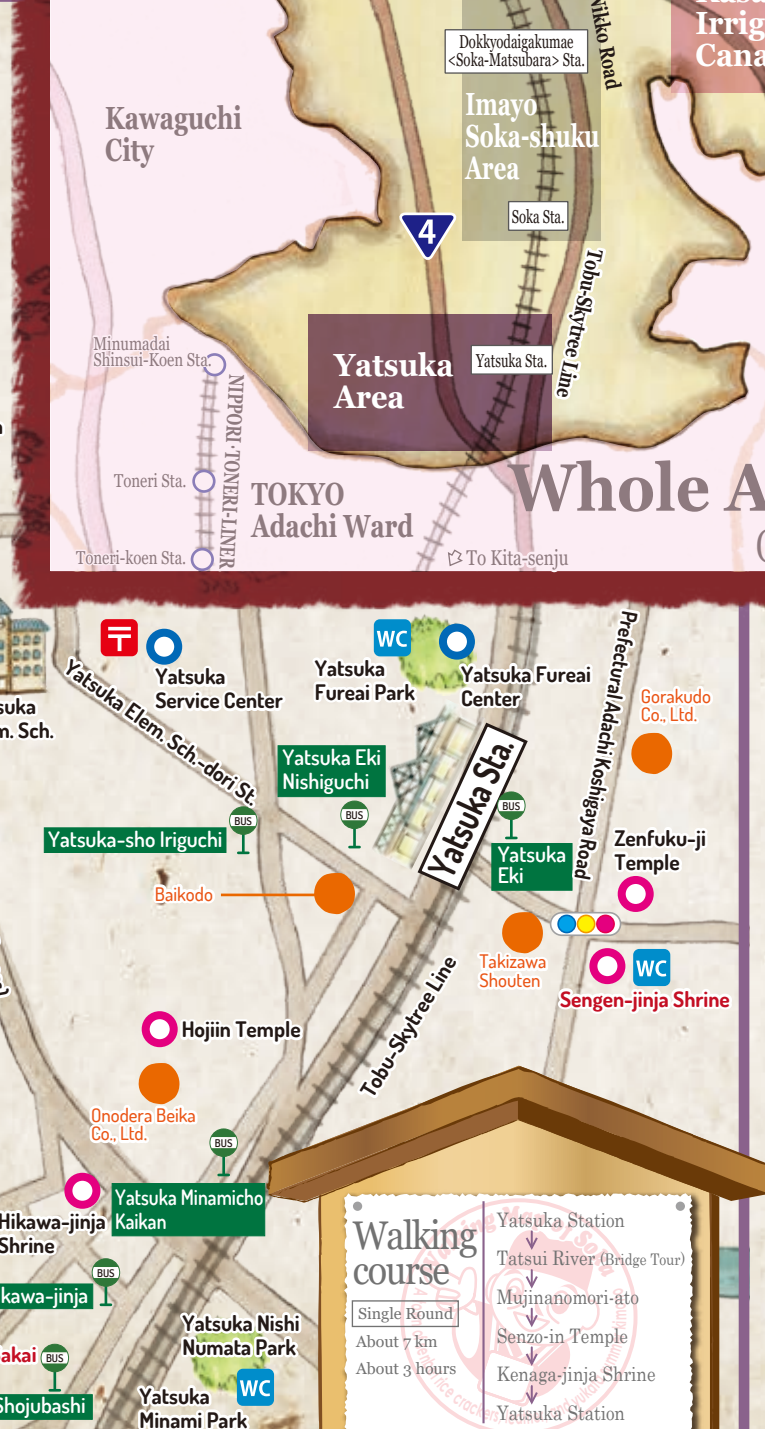 Irrig
Cana
Nikko Road
Dokkyodaigakumae
<Soka-Matsubara> Sta.
Kawaguchi
City
Imayo
Soka-shuku
Area
Soka Sta.
4
Tobu-Skytree Line
Minumadai
Shinsui-Koen Sta.
Yatsuka
Area
Yatsuka Sta.
NIPPORI·TONERI-LINER
Toneri Sta.
TOKYO
Adachi Ward
Whole A
(
Toneri-koen Sta.
To Kita-senju
suka
m. Sch.
Yatsuka
Service Center
Yatsuka Elem. Sch.-dori St.
WC
Yatsuka
Fureai Park
Yatsuka Fureai
Center
Prefectural Adachi Koshigaya Road
Gorakudo
Co., Ltd.
Yatsuka Eki
Nishiguchi
BUS
Yatsuka Sta.
BUS
Yatsuka
Eki
BUS
Yatsuka-sho Iriguchi
Zenfuku-ji
Temple
Baikodo
Takizawa
Shouten
WC
Sengen-jinja Shrine
Tobu-Skytree Line
Hojiin Temple
Onodera Beika
Co., Ltd.
BUS
Yatsuka Minamicho
Kaikan
Hikawa-jinja
Shrine
BUS
kawa-jinja
akai
BUS
Shojubashi
Yatsuka Nishi
Numata Park
WC
Yatsuka
Minami Park
Walking
course
Single Round
About 7 km
About 3 hours
Yatsuka Station
Tatsui River (Bridge Tour)
Mujinanomori-ato
Senzo-in Temple
Kenaga-jinja Shrine
Yatsuka Station